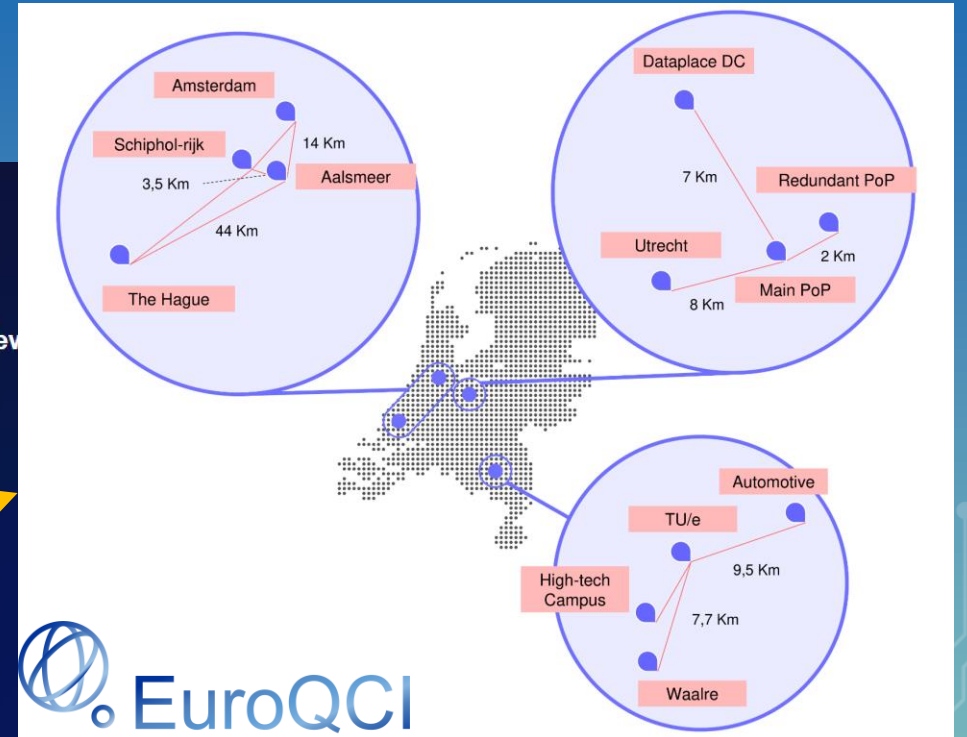 Amsterdam
Schiphol-rijk
14 Km
3,5 Km
Aalsmeer
44 Km
The Hague
Dataplace DC
7 Km
Redundant PoP
Utrecht
2 Km
8 Km
Main PoP
Automotive
TU/e
9,5 Km
High-tech
Campus
7,7 Km
Waalre
EuroQCI